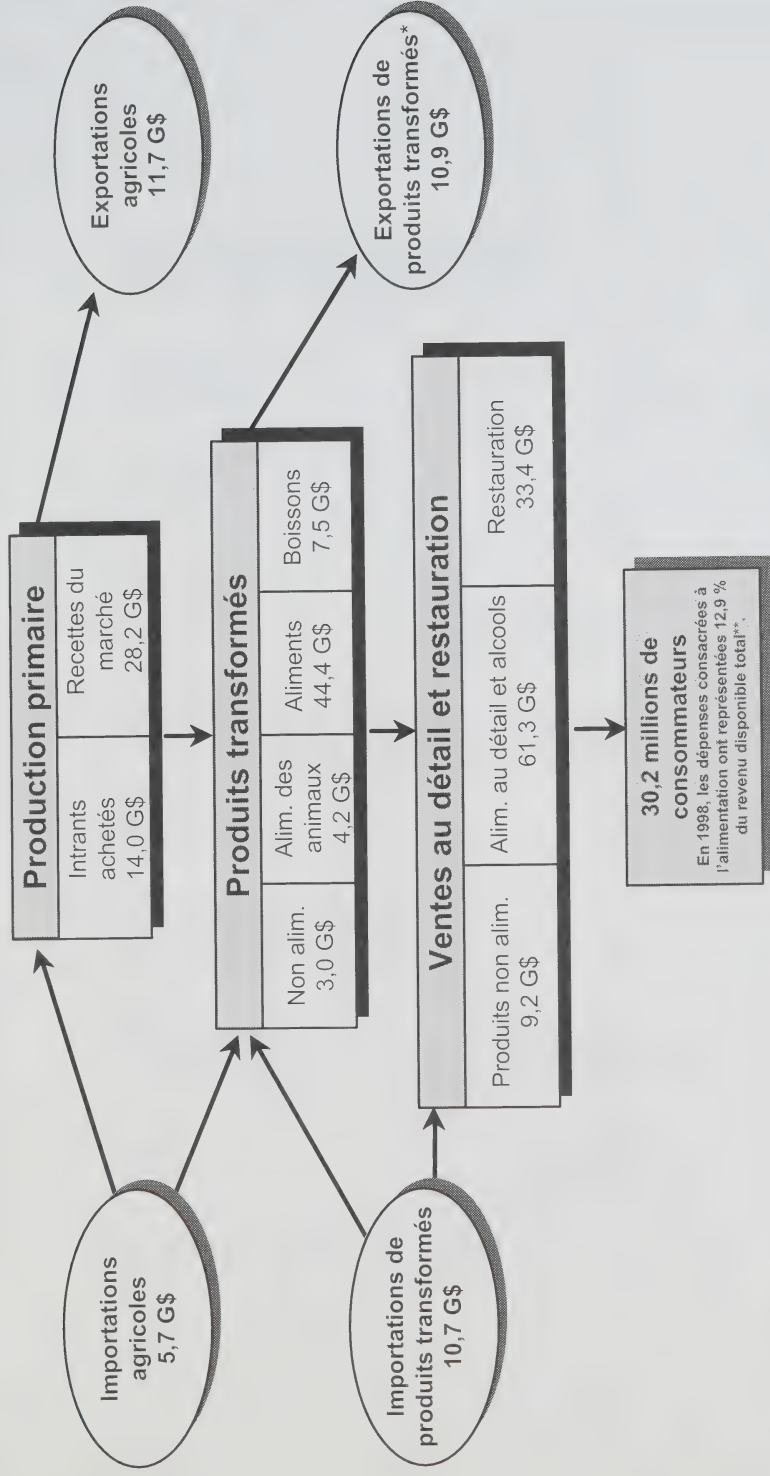 Production primaire
Intrants
achetés
14,0 G$
Recettes du
marché
28,2 G$
Exportations
agricoles
11,7 G$
Importations
agricoles
5,7 G$
Produits transformés
Non alim.
3,0 G$
Alim. des
animaux
4,2 G$
Aliments
44,4 G$
Boissons
7,5 G$
Exportations de
produits transformés*
10,9 G$
Importations de
produits transformés
10,7 G$
Ventes au détail et restauration
Produits non alim.
9,2 G$
Alim. au détail et alcools
61,3 G$
Restauration
33,4 G$
30,2 millions de
consommateurs
En 1998, les dépenses consacrées à
l'alimentation ont représentées 12,9 %
du revenu disponible total**.